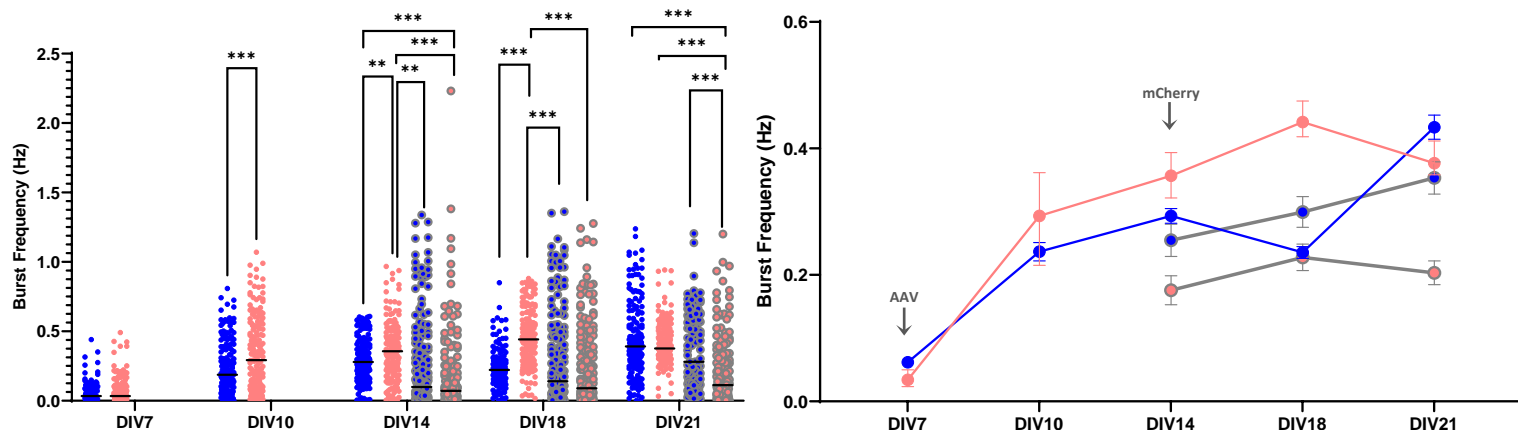 Burst Frequency (Hz)
2.5
2.0
1.5
1.0
0.5
0.0
DIV7
DIV10
DIV14
DIV18
DIV21
***
***
***
**
**
***
***
***
***
***
***
Burst Frequency (Hz)
0.6
0.4
0.2
0.0
AAV
mCherry
DIV7
DIV10
DIV14
DIV18
DIV21